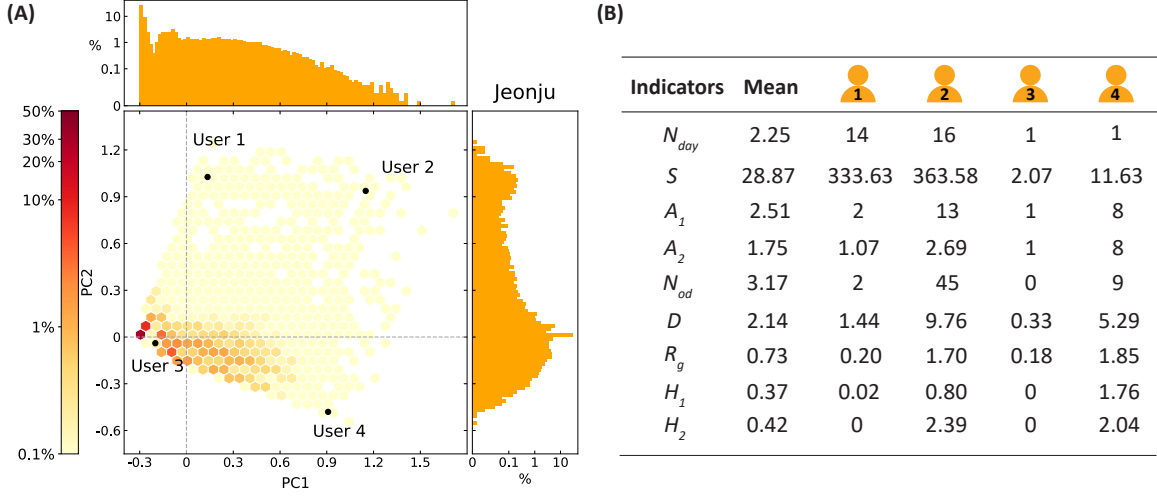 (A)
10
1
0.1
0
%
Jeonju
50%
30%
20%
10%
1%
0.1%
1.2
0.9
0.6
0.3
0
-0.3
-0.6
PC2
User 1
User 2
User 3
User 4
-0.3 0 0.3 0.6 0.9 1.2 1.5
PC1
0 0.1 1 10
%
(B)
Indicators Mean 1 2 3 4
N_day 2.25 14 16 1 1
S 28.87 333.63 363.58 2.07 11.63
A_1 2.51 2 13 1 8
A_2 1.75 1.07 2.69 1 8
N_od 3.17 2 45 0 9
D 2.14 1.44 9.76 0.33 5.29
R_g 0.73 0.20 1.70 0.18 1.85
H_1 0.37 0.02 0.80 0 1.76
H_2 0.42 0 2.39 0 2.04